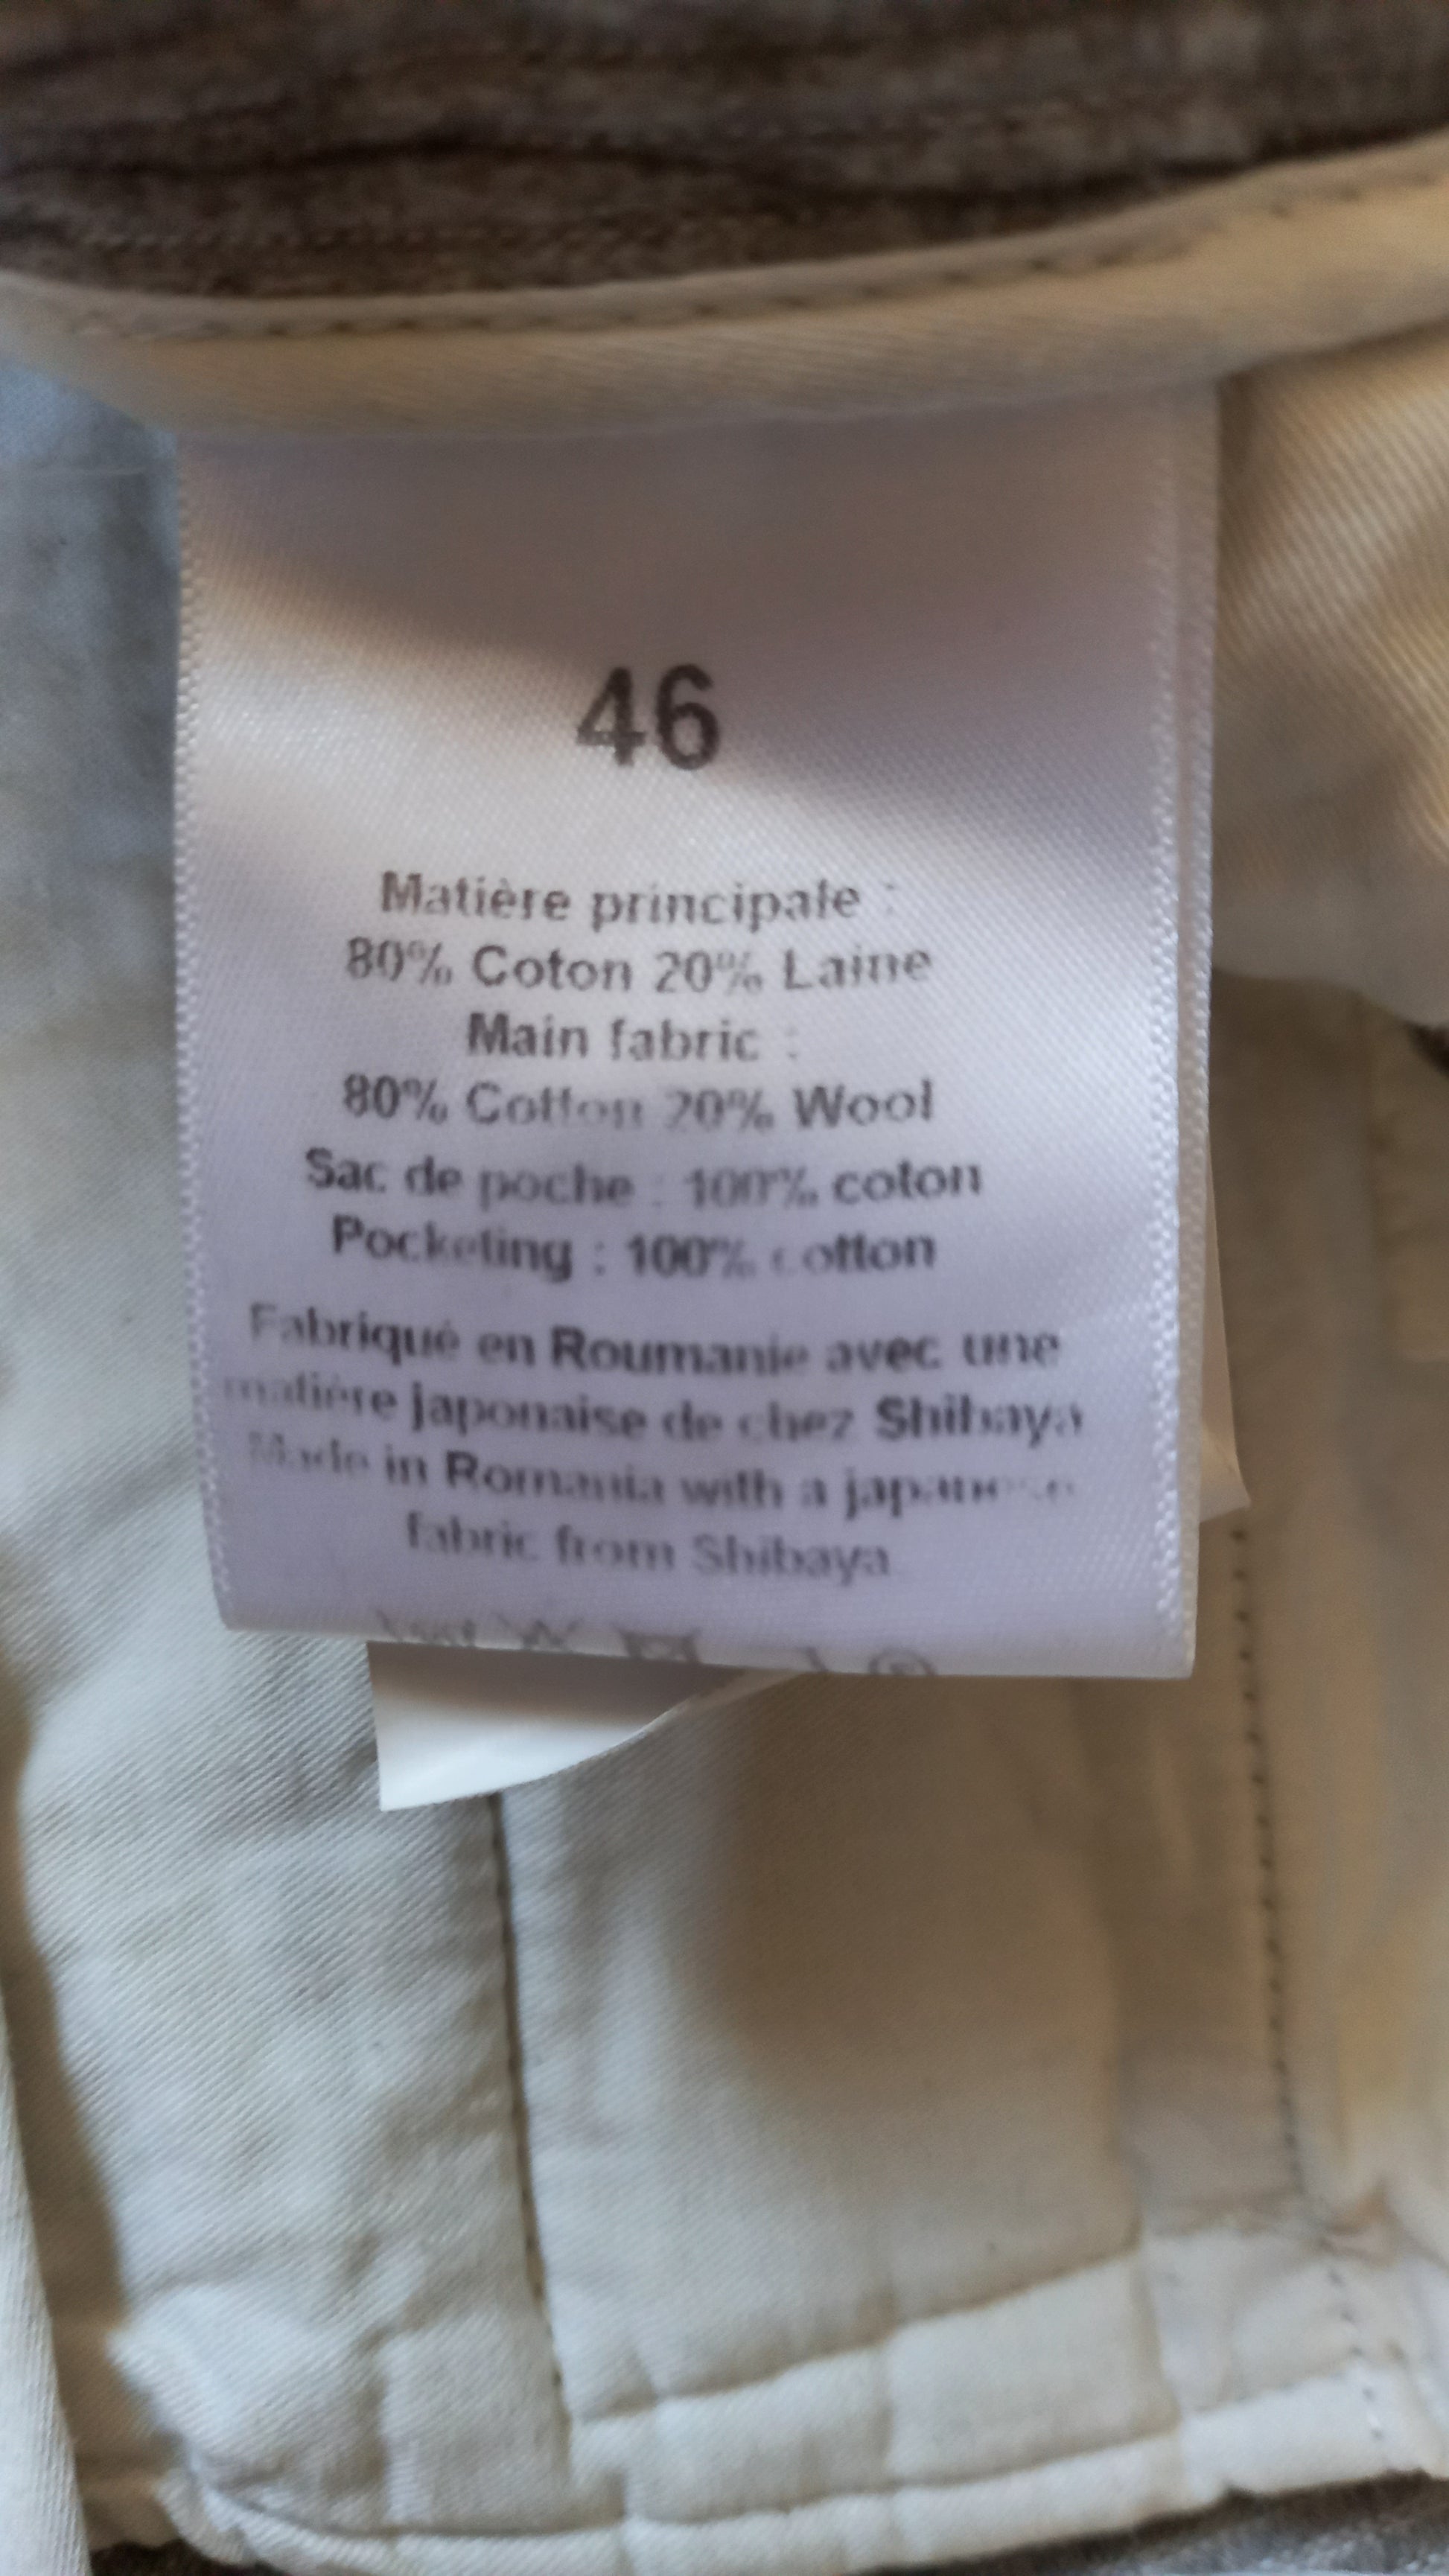 46
Matière principale :
80% Coton 20% Laine
Main fabric :
80% Cotton 20% Wool
Sac de poche : 100% coton
Pocketing : 100% cotton
Fabriqué en Roumanie avec une
matière japonaise de chez Shibaya
Made in Romania with a japanese
fabric from Shibaya